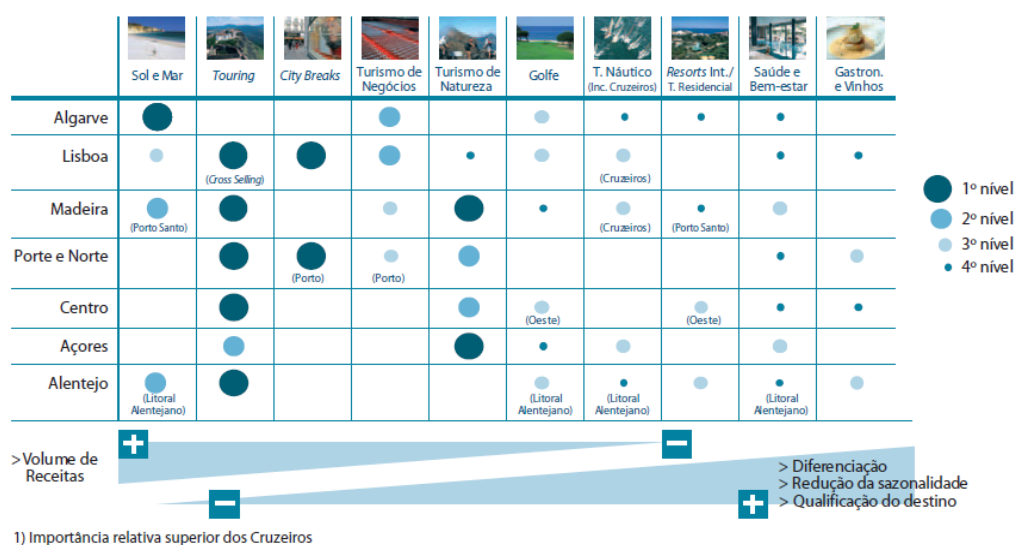 Sol e Mar
Touring
City Breaks
Turismo de
Negócios
Turismo de
Natureza
Golfe
T. Náutico
(Inc. Cruzeiros)
Resorts Int./
T. Residencial
Saúde e
Bem-estar
Gastron.
e Vinhos
Algarve
Lisboa
(Cross Selling)
(Cruzeiros)
Madeira
(Porto Santo)
(Cruzeiros)
(Porto Santo)
Porte e Norte
(Porto)
(Porto)
Centro
(Oeste)
(Oeste)
Açores
Alentejo
(Litoral
Alentejano)
(Litoral
Alentejano)
(Litoral
Alentejano)
(Litoral
Alentejano)
1º nível
2º nível
3º nível
4º nível
+
−
>Volume de
Receitas
−
+
> Diferenciação
> Redução da sazonalidade
> Qualificação do destino
1) Importância relativa superior dos Cruzeiros